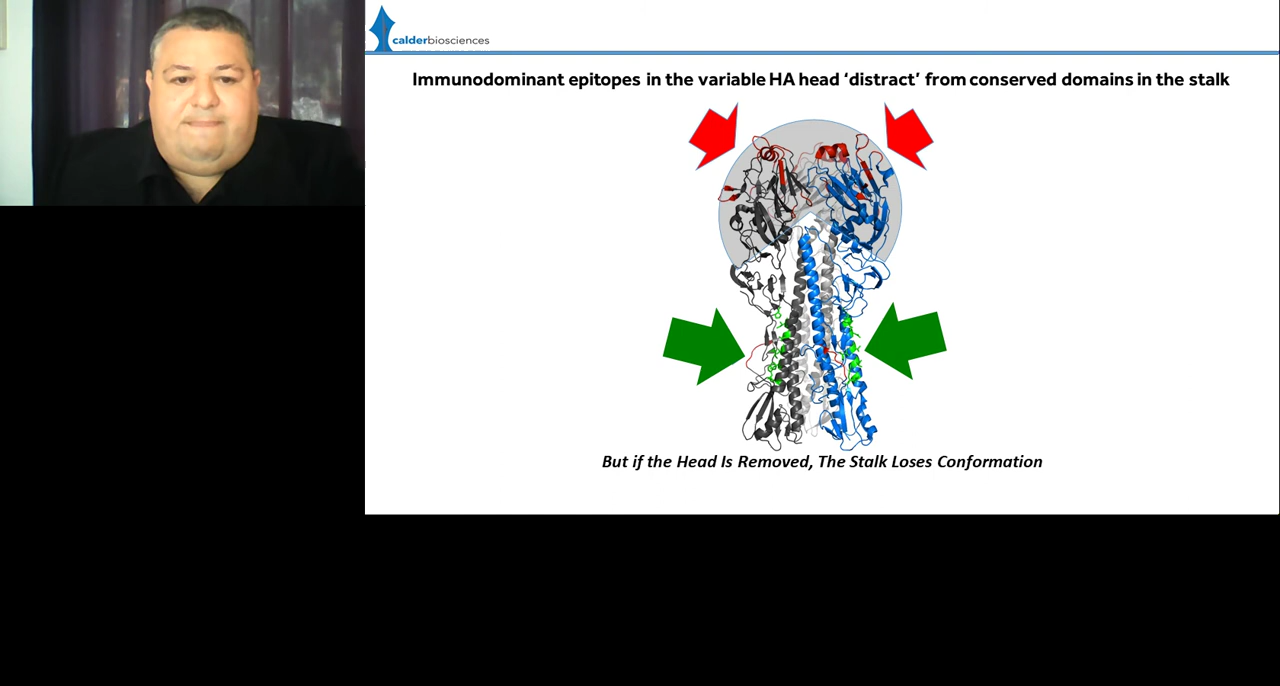 calderbiosciences
Immunodominant epitopes in the variable HA head ‘distract’ from conserved domains in the stalk
But if the Head Is Removed, The Stalk Loses Conformation